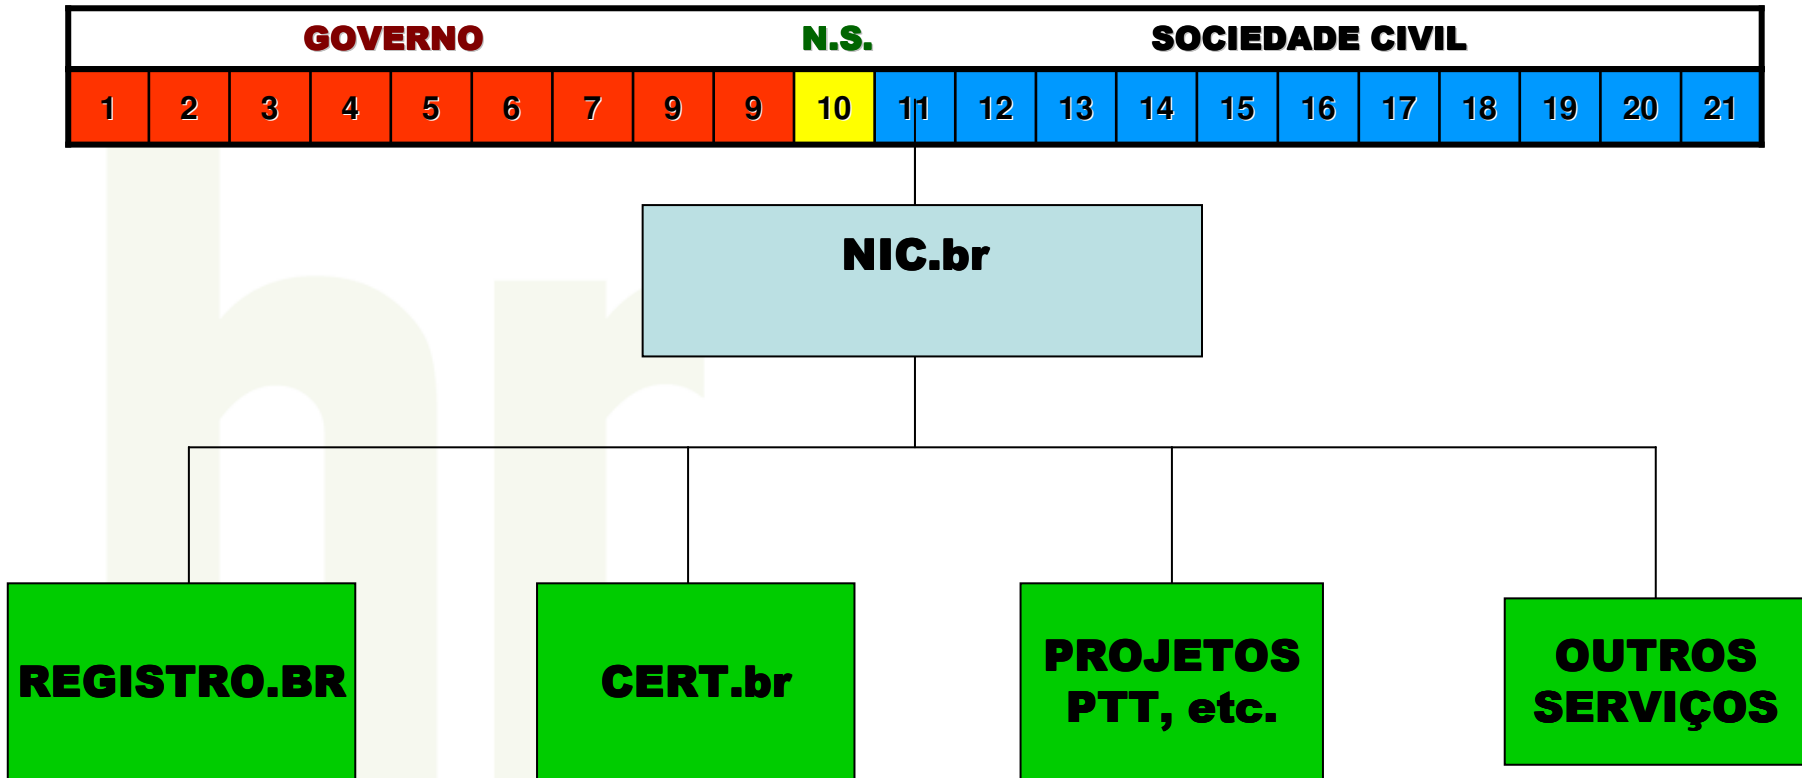 GOVERNO N.S. SOCIEDADE CIVIL
1 2 3 4 5 6 7 9 9 10 11 12 13 14 15 16 17 18 19 20 21
NIC.br
REGISTRO.BR
CERT.br
PROJETOS
PTT, etc.
OUTROS
SERVIÇOS